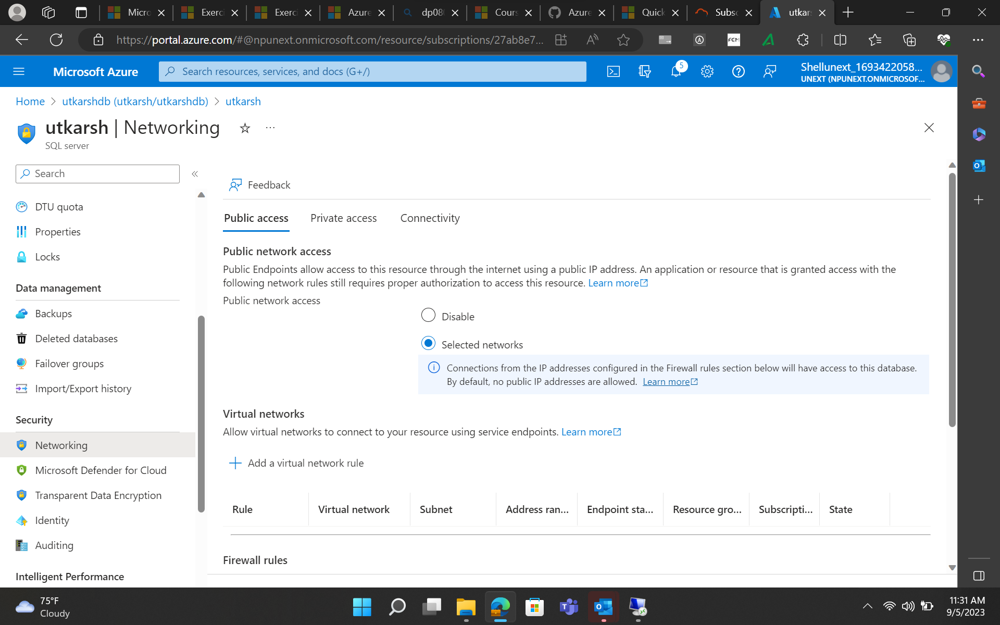 Micro
Exerci
Exerci
Azure
dp08
Cours
Azure
Quick
Subsc
utkar
https://portal.azure.com/#@npunext.onmicrosoft.com/resource/subscriptions/27ab8e7...
Microsoft Azure
Search resources, services, and docs (G+/)
5
Shellunext_1693422058...
UNEXT (NPUNEXT.ONMICROSOF...
Home > utkarshdb (utkarsh/utkarshdb) > utkarsh
utkarsh | Networking
SQL server
Search
DTU quota
Properties
Locks
Data management
Backups
Deleted databases
Failover groups
Import/Export history
Security
Networking
Microsoft Defender for Cloud
Transparent Data Encryption
Identity
Auditing
Intelligent Performance
Feedback
Public access
Private access
Connectivity
Public network access
Public Endpoints allow access to this resource through the internet using a public IP address. An application or resource that is granted access with the
following network rules still requires proper authorization to access this resource. Learn more
Public network access
Disable
Selected networks
Connections from the IP addresses configured in the Firewall rules section below will have access to this database.
By default, no public IP addresses are allowed. Learn more
Virtual networks
Allow virtual networks to connect to your resource using service endpoints. Learn more
Add a virtual network rule
Rule
Virtual network
Subnet
Address ran...
Endpoint sta...
Resource gro...
Subscripti...
State
Firewall rules
75°F
Cloudy
11:31 AM
9/5/2023